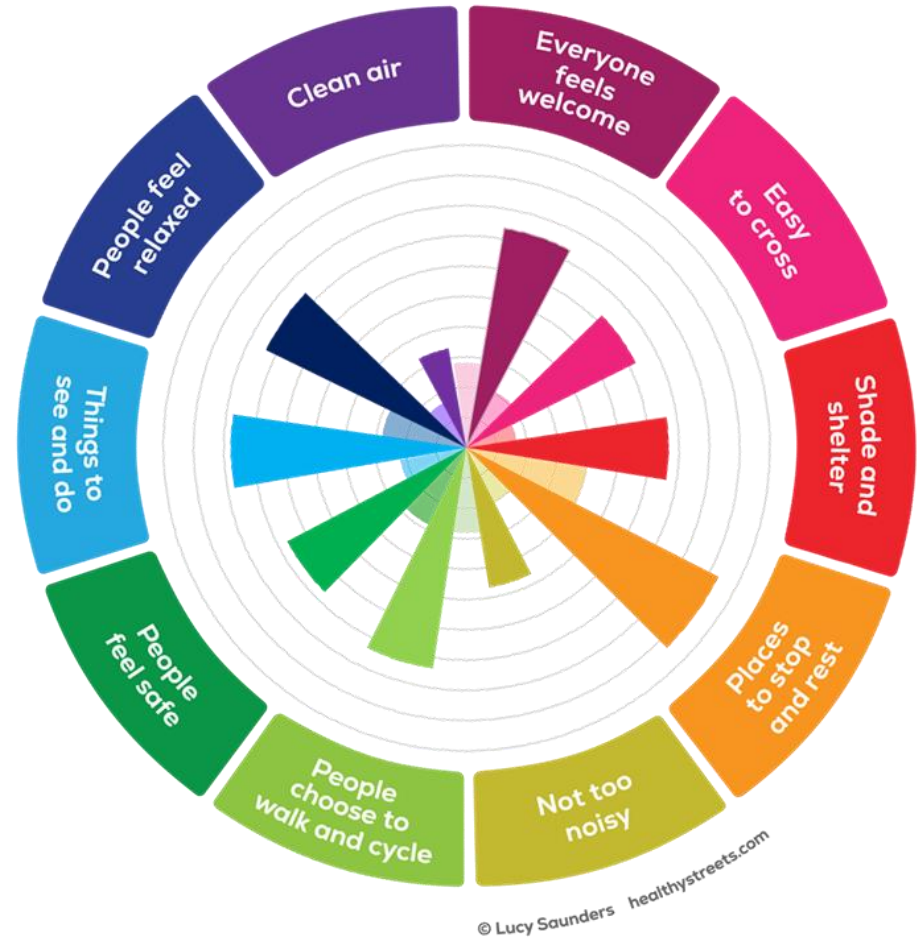 Everyone
feels
welcome
Easy
to cross
Shade and
shelter
Places
to stop
and rest
Not too
noisy
People
choose to
walk and cycle
People
feel safe
Things to
see and do
People feel
relaxed
Clean air
© Lucy Saunders healthystreets.com